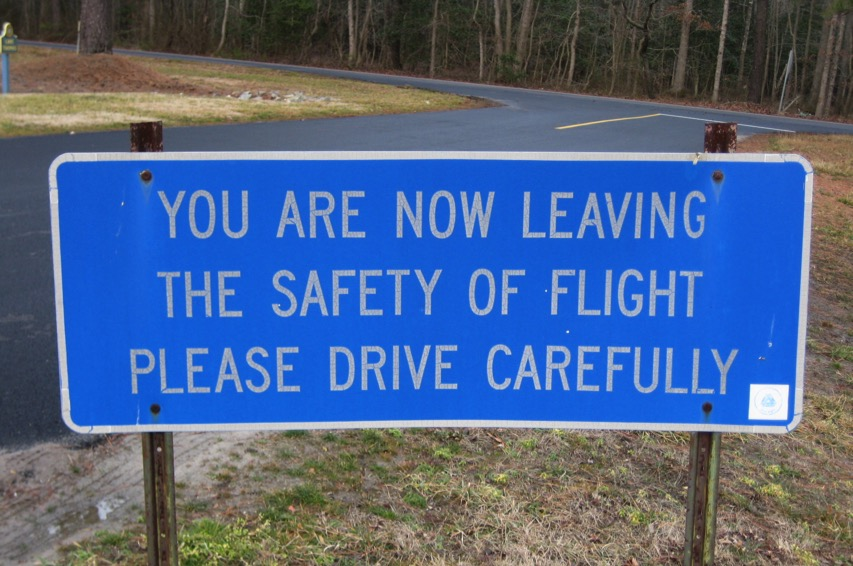 YOU ARE NOW LEAVING
THE SAFETY OF FLIGHT
PLEASE DRIVE CAREFULLY